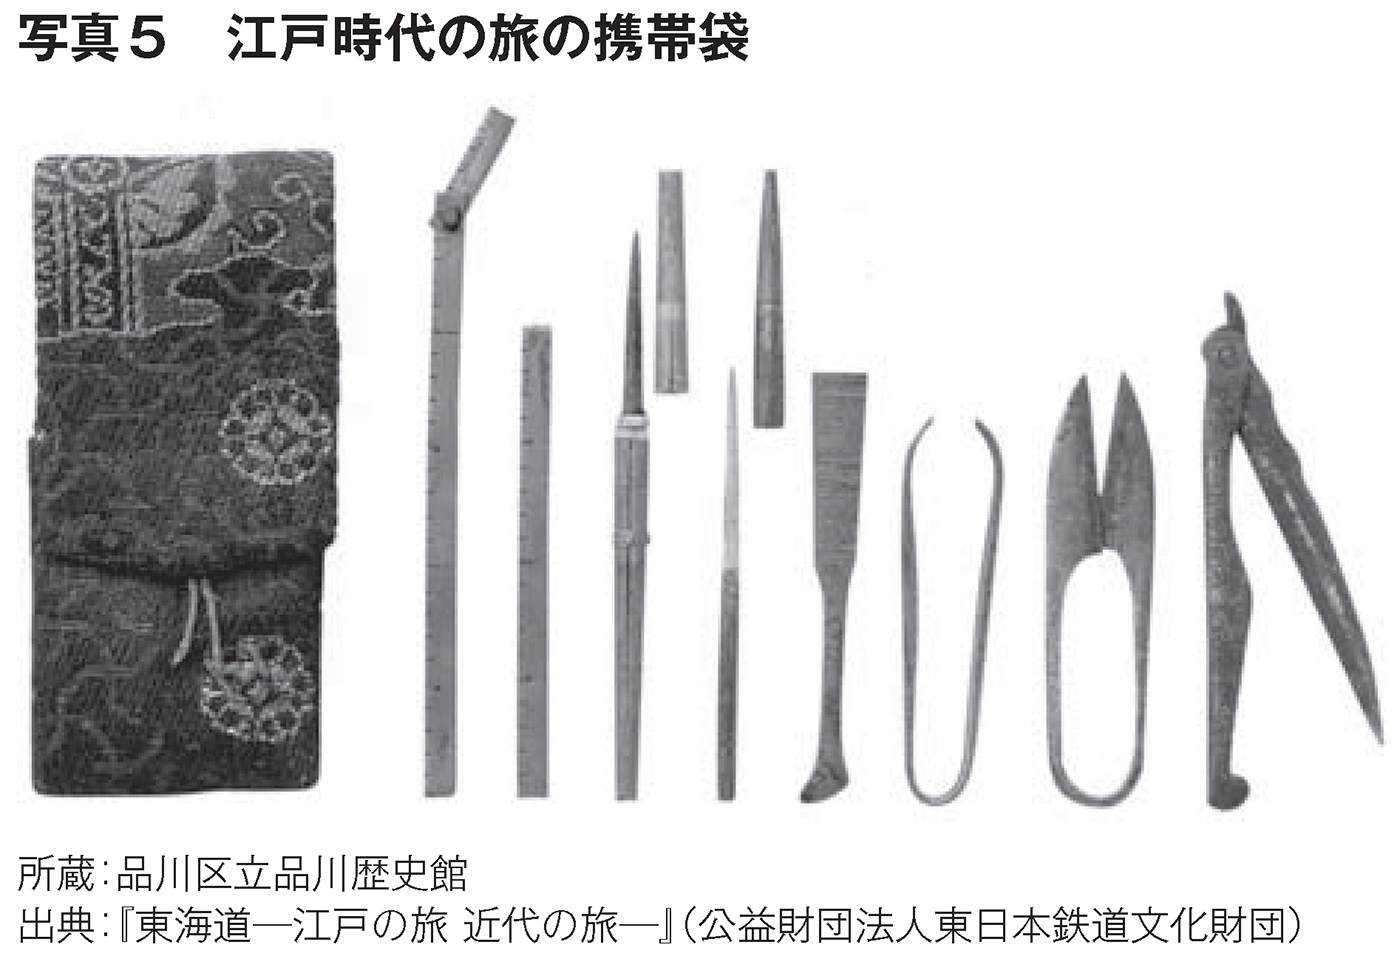 写真5　江戸時代の旅の携帯袋
所蔵：品川区立品川歴史館
出典：『東海道―江戸の旅 近代の旅―』（公益財団法人東日本鉄道文化財団）